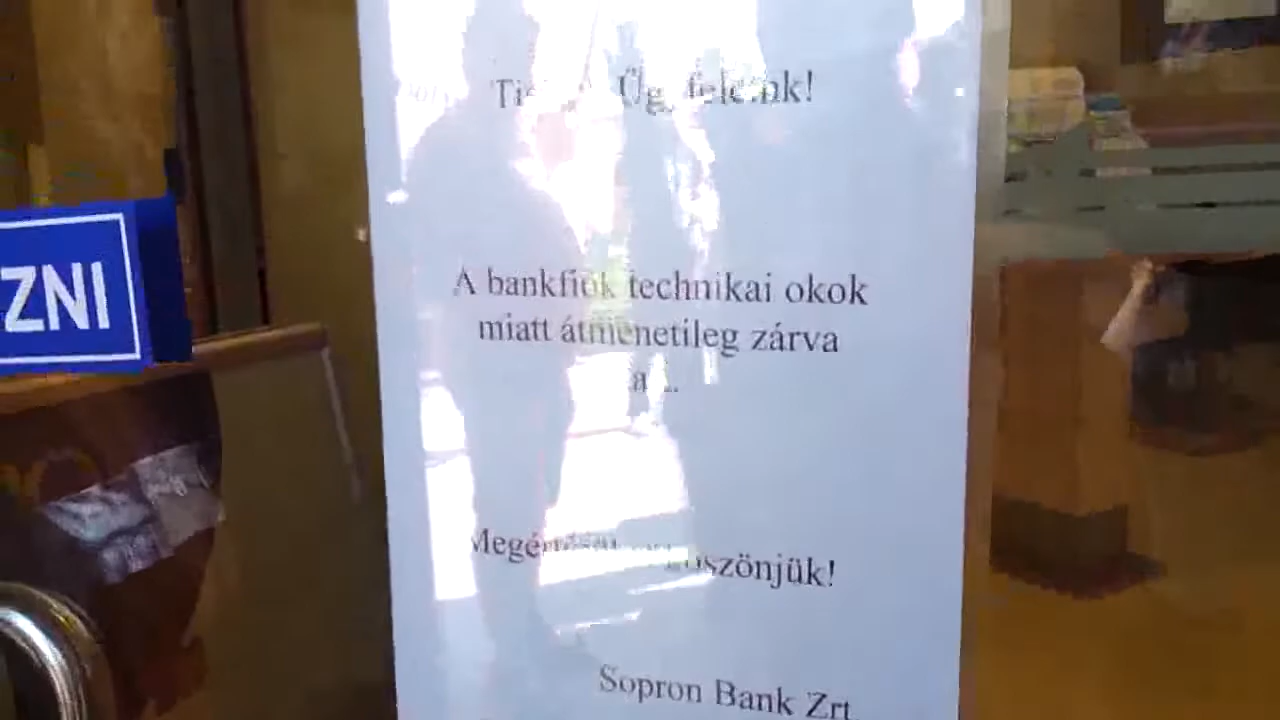 Ügyfeleink!
ZNI
A bankfiók technikai okok
miatt átmenetileg zárva
köszönjük!
Sopron Bank Zrt.